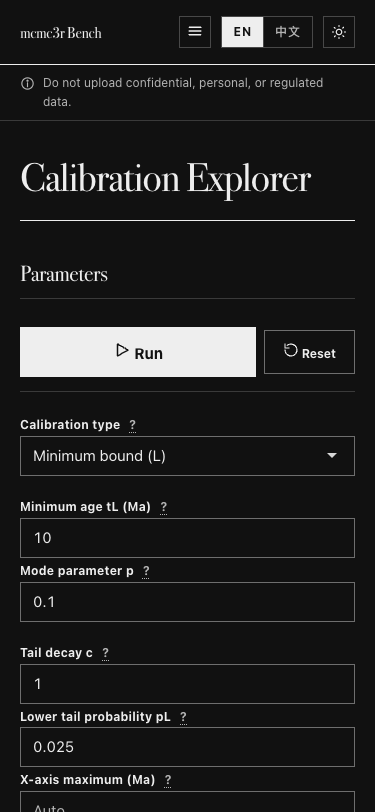 mcmc3r Bench
EN 中文
Do not upload confidential, personal, or regulated
data.
Calibration Explorer
Parameters
Run Reset
Calibration type ?
Minimum bound (L)
Minimum age tL (Ma) ?
10
Mode parameter p ?
0.1
Tail decay c ?
1
Lower tail probability pL ?
0.025
X-axis maximum (Ma) ?
Auto